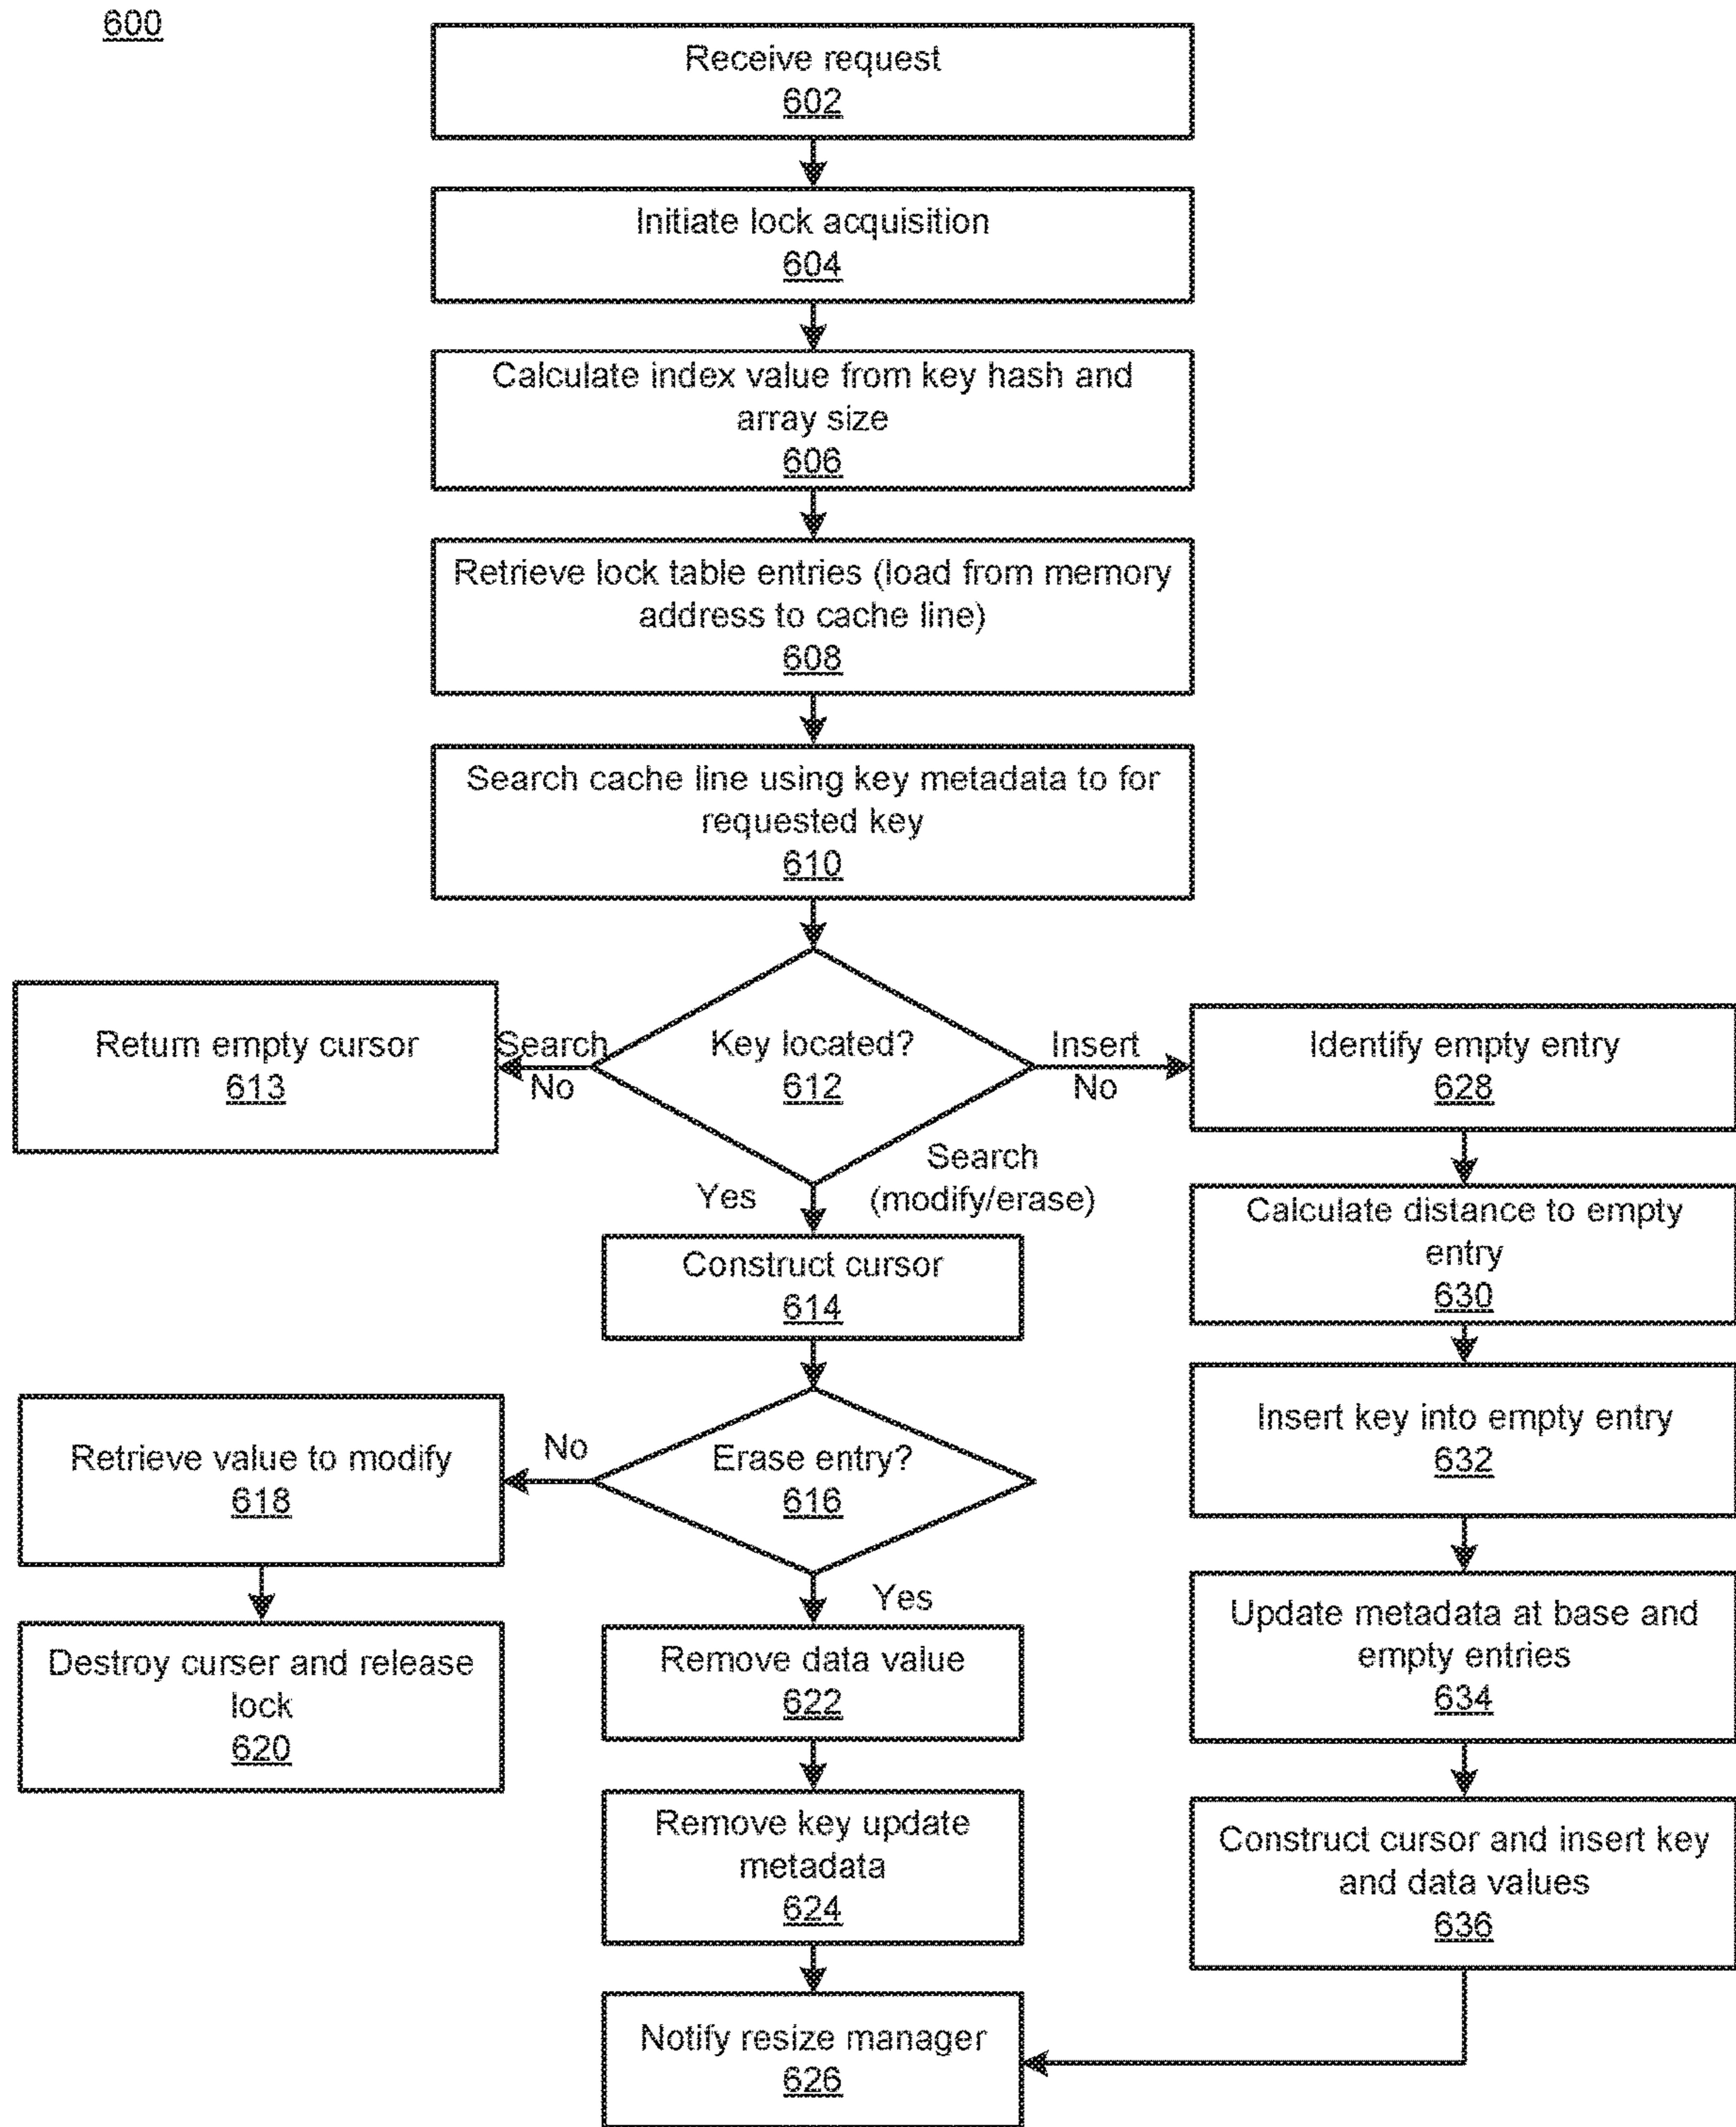 600
Receive request
602
Initiate lock acquisition
604
Calculate index value from key hash and
array size
606
Retrieve lock table entries (load from memory
address to cache line)
608
Search cache line using key metadata to for
requested key
610
Key located?
612
Search
No
Return empty cursor
613
Insert
No
Identify empty entry
628
Yes
Search
(modify/erase)
Calculate distance to empty
entry
630
Construct cursor
614
Insert key into empty entry
632
Erase entry?
616
No
Retrieve value to modify
618
Destroy curser and release
lock
620
Yes
Remove data value
622
Update metadata at base and
empty entries
634
Remove key update
metadata
624
Construct cursor and insert key
and data values
636
Notify resize manager
626